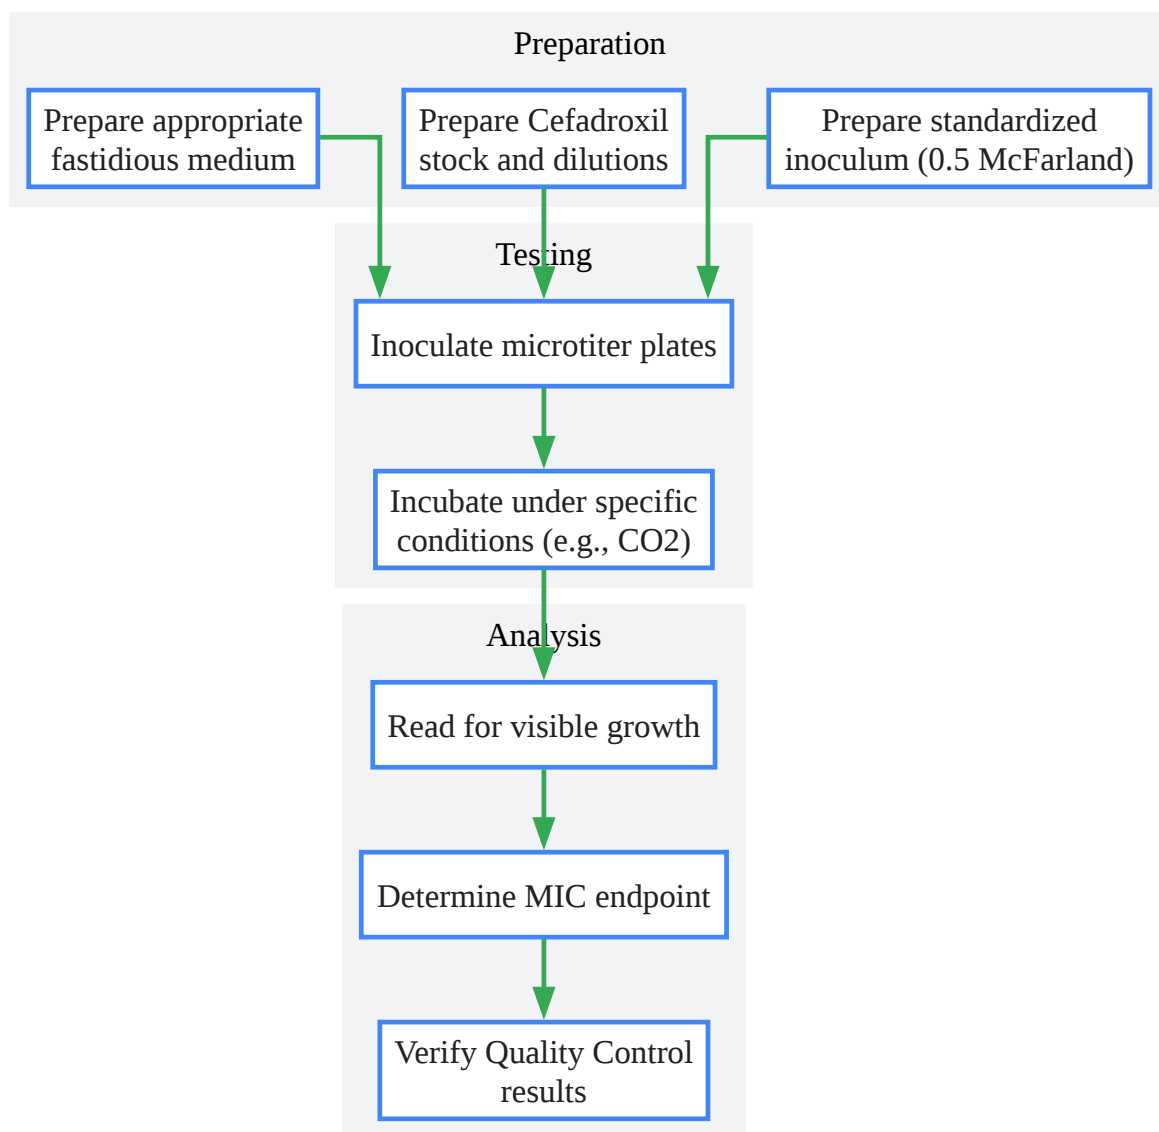 Preparation
Prepare appropriate
fastidious medium
Prepare Cefadroxil
stock and dilutions
Prepare standardized
inoculum (0.5 McFarland)
Testing
Inoculate microtiter plates
Incubate under specific
conditions (e.g., CO2)
Analysis
Read for visible growth
Determine MIC endpoint
Verify Quality Control
results